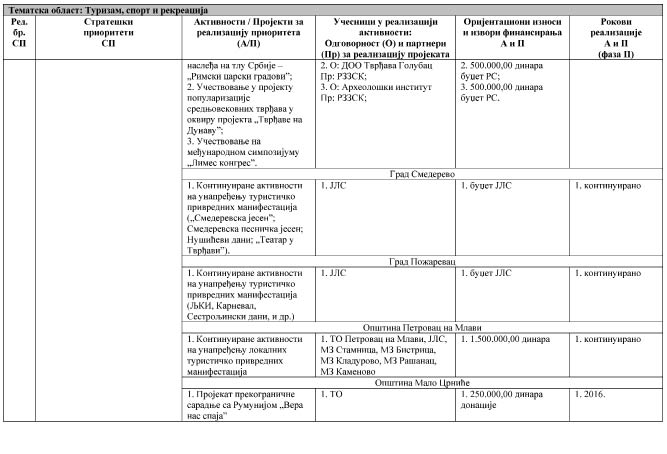 Тематска област: Туризам, спорт и рекреација
Рел. бр. СП
Стратешки приоритети СП
Активности / Пројекти за реализацију приоритета (А/П)
Учесници у реализацији активности: Одговорност (О) и партнери (Пр) за реализацију пројеката
Оријентациони износи и извори финансирања А и П
Рокови реализације А и П (фаза II)
наслеђа на тлу Србије –
„Римски царски градови”;
2. Учествовање у пројекту
популаризације
средњовековних тврђава у
оквиру пројекта „Тврђаве на
Дунаву”;
3. Учествовање на
међународном симпозијуму
„Лимес конгрес”.
2. О: ДОО Тврђава Голубац
Пр: РЗЗСК;
3. О: Археолошки институт
Пр: РЗЗСК.
2. 500.000,00 динара
буџет РС;
3. 500.000,00 динара
буџет РС.
Град Смедерево
1. Континуиране активности
на унапређењу туристичко
привредних манифестација
(„Смедеревска јесен”;
Смедеревска песничка јесен;
Нушићеви дани; „Театар у
Тврђави”).
1. ЈЛС
1. буџет ЈЛС
1. континуирано
Град Пожаревац
1. Континуиране активности
на унапређењу туристичко
привредних манифестација
(ЉКИ, Карневал,
Сестрољински дани, и др.)
1. ЈЛС
1. буџет ЈЛС
1. континуирано
Општина Петровац на Млави
1. Континуиране активности
на унапређењу локалних
туристичко привредних
манифестација
1. ТО Петровац на Млави, ЈЛС,
МЗ Стамница, МЗ Бистрица,
МЗ Кладурово, МЗ Рашанац,
МЗ Каменово
1. 1.500.000,00 динара
1. континуирано
Општина Мало Црниће
1. Пројекат прекограничне
сарадње са Румунијом „Вера
нас спаја”
1. ТО
1. 250.000,00 динара
донације
1. 2016.